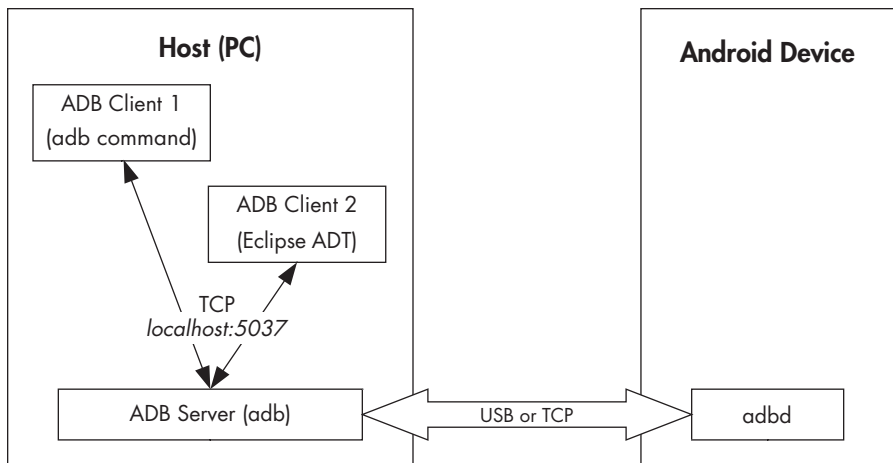 Host (PC)
Android Device
ADB Client 1
(adb command)
ADB Client 2
(Eclipse ADT)
TCP
localhost:5037
ADB Server (adb)
USB or TCP
adbd